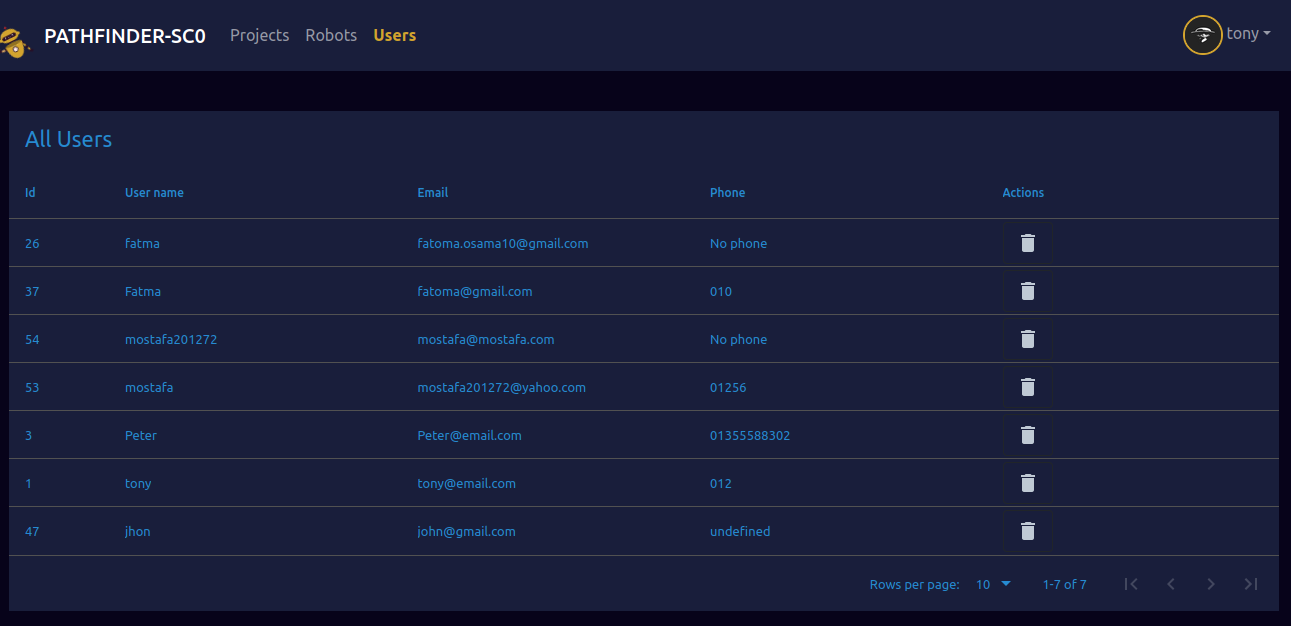 PATHFINDER-SC0 Projects Robots Users tony
All Users
Id User name Email Phone Actions
26 fatma fatoma.osama10@gmail.com No phone
37 Fatma fatoma@gmail.com 010
54 mostafa201272 mostafa@mostafa.com No phone
53 mostafa mostafa201272@yahoo.com 01256
3 Peter Peter@email.com 01355588302
1 tony tony@email.com 012
47 jhon john@gmail.com undefined
Rows per page: 10 1-7 of 7